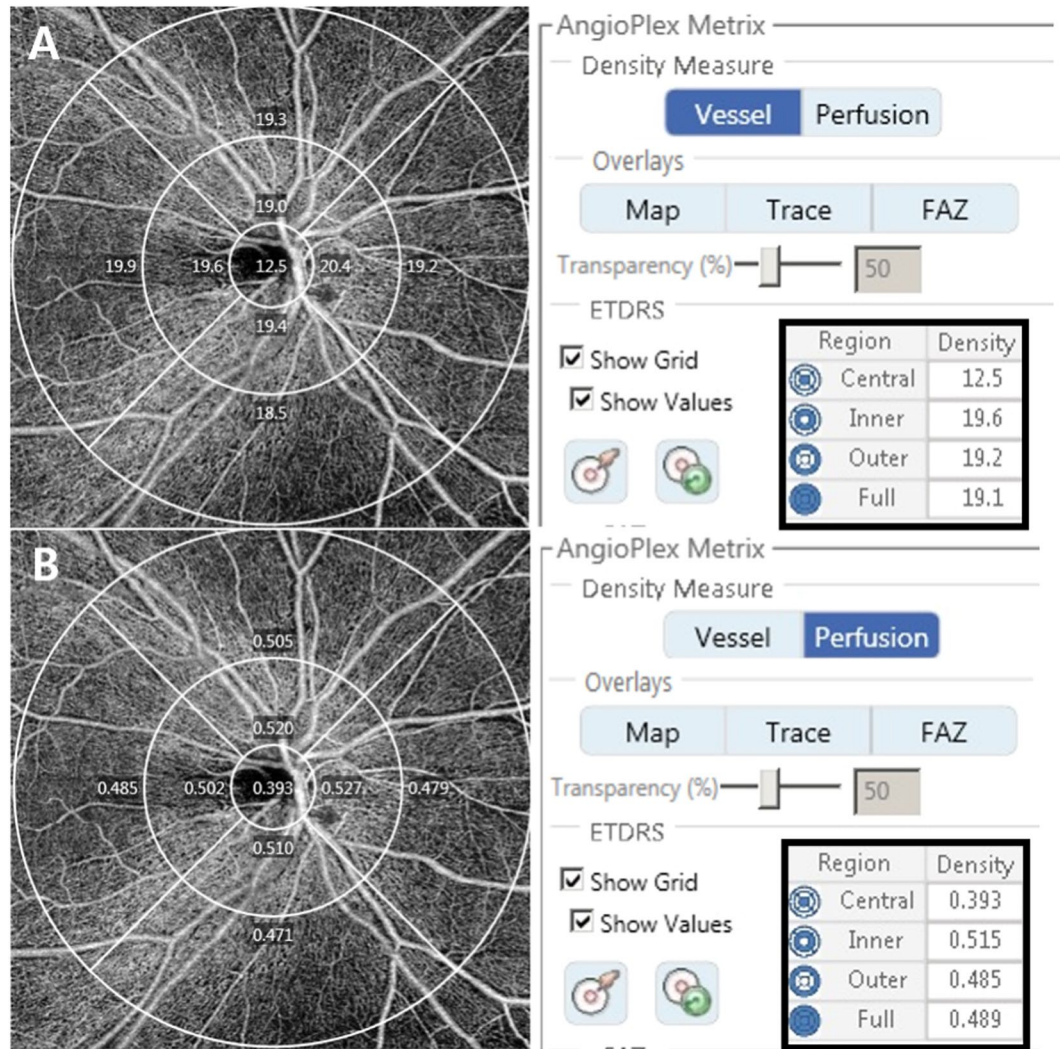 A
19.3
19.0
19.9 19.6 12.5 20.4 19.2
19.4
18.5
AngioPlex Metrix
Density Measure
Vessel Perfusion
Overlays
Map Trace FAZ
Transparency (%) 50
ETDRS
Show Grid
Show Values
Region Density
Central 12.5
Inner 19.6
Outer 19.2
Full 19.1
B
0.505
0.520
0.485 0.502 0.393 0.527 0.479
0.510
0.471
AngioPlex Metrix
Density Measure
Vessel Perfusion
Overlays
Map Trace FAZ
Transparency (%) 50
ETDRS
Show Grid
Show Values
Region Density
Central 0.393
Inner 0.515
Outer 0.485
Full 0.489